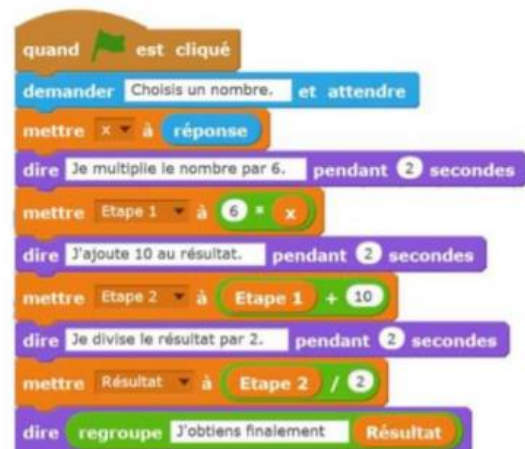 quand est cliqué
demander Choisis un nombre. et attendre
mettre x à réponse
dire Je multiplie le nombre par 6. pendant 2 secondes
mettre Etape 1 à 6 * x
dire J'ajoute 10 au résultat. pendant 2 secondes
mettre Etape 2 à Etape 1 + 10
dire Je divise le résultat par 2. pendant 2 secondes
mettre Résultat à Etape 2 / 2
dire regroupe J'obtiens finalement Résultat